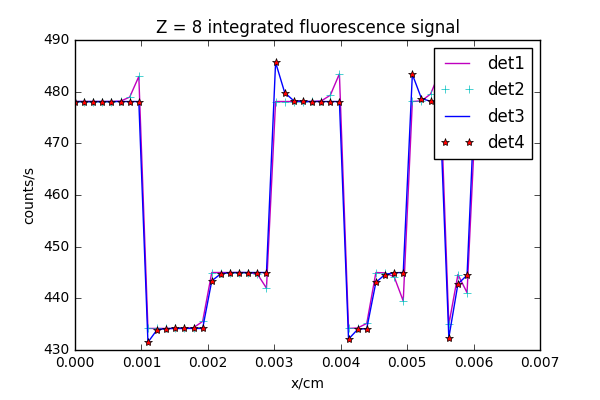 Z = 8 integrated fluorescence signal
490
480
470
460
450
440
430
counts/s
det1
det2
det3
det4
0.000 0.001 0.002 0.003 0.004 0.005 0.006 0.007
x/cm